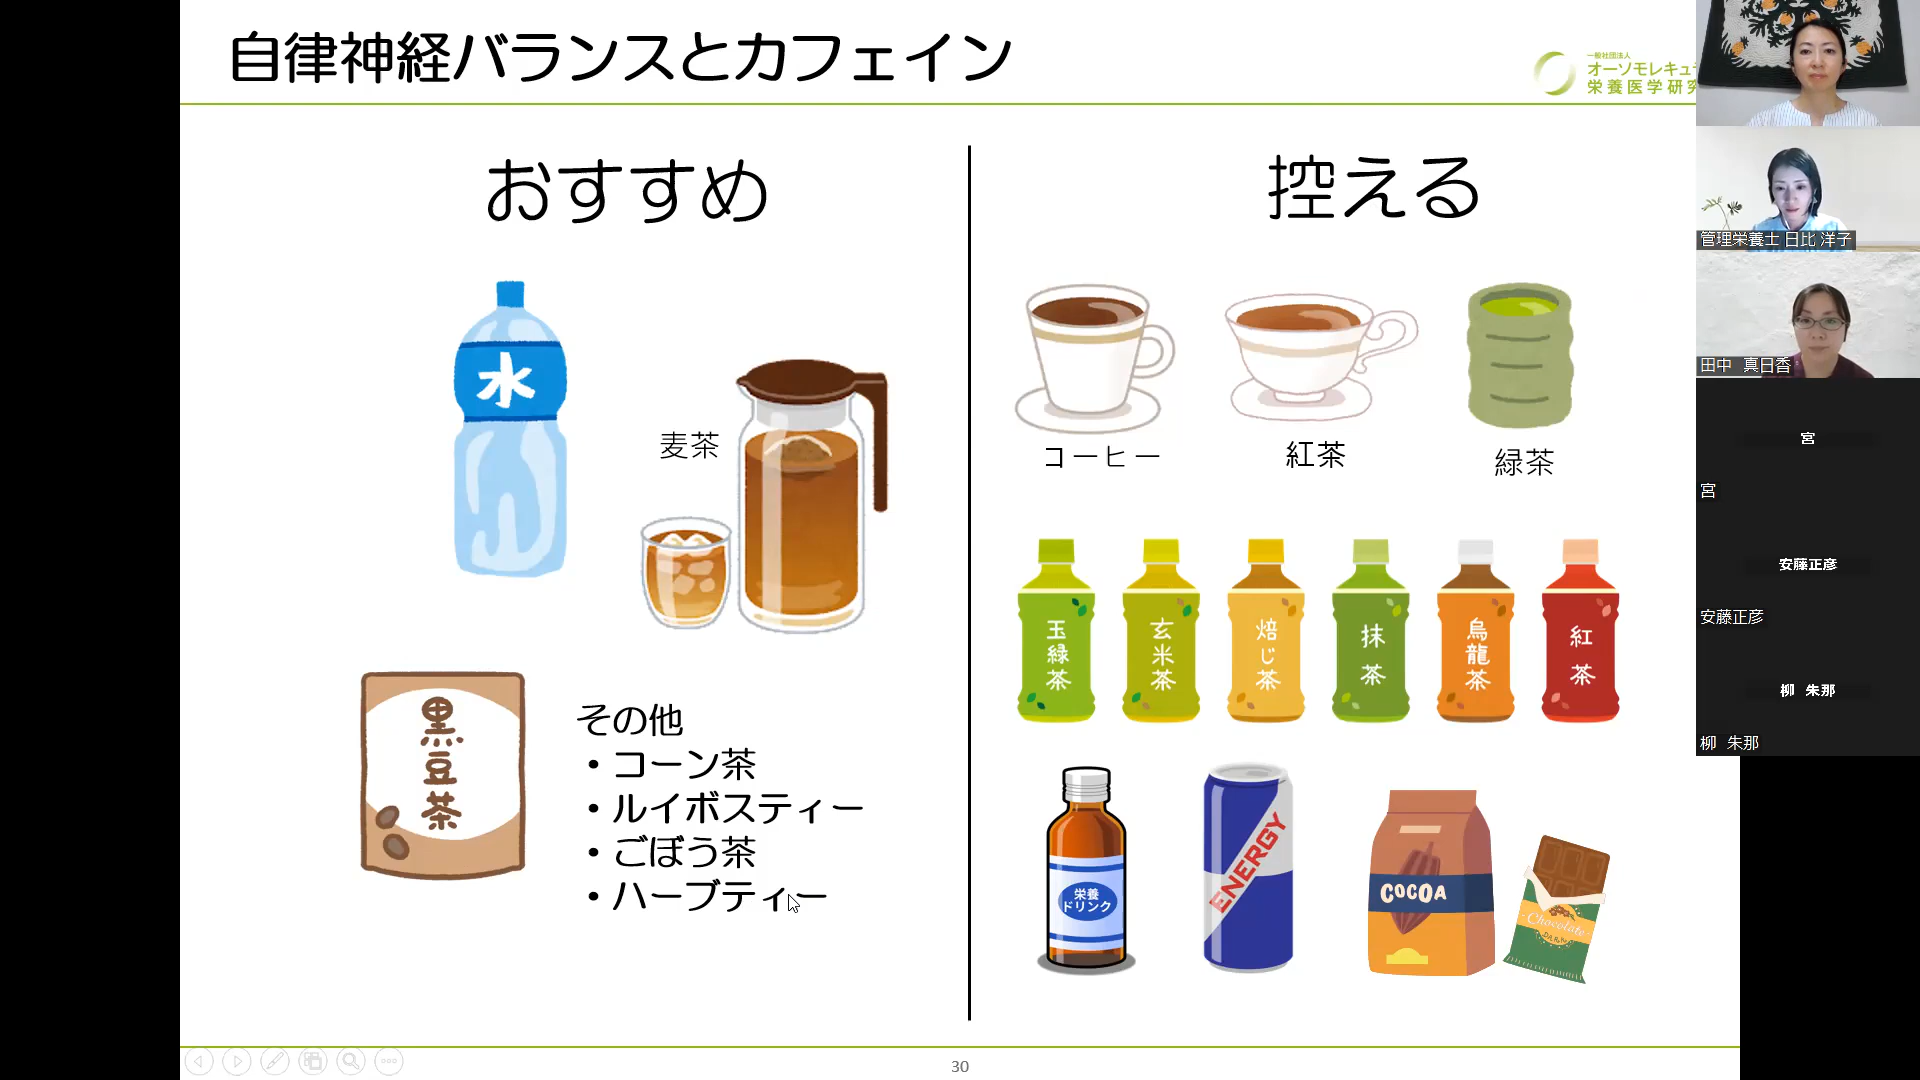 自律神経バランスとカフェイン
一般社団法人
オーソモレキュ
栄養医学研究
おすすめ
控える
水
麦茶
コーヒー
紅茶
緑茶
玉緑茶
玄米茶
焙じ茶
抹茶
烏龍茶
紅茶
黒豆茶
その他
・コーン茶
・ルイボスティー
・ごぼう茶
・ハーブティー
栄養
ドリンク
ENERGY
COCOA
Chocolate
30
管理栄養士 日比 洋子
田中 真日香
宮
宮
安藤正彦
安藤正彦
柳 朱那
柳 朱那